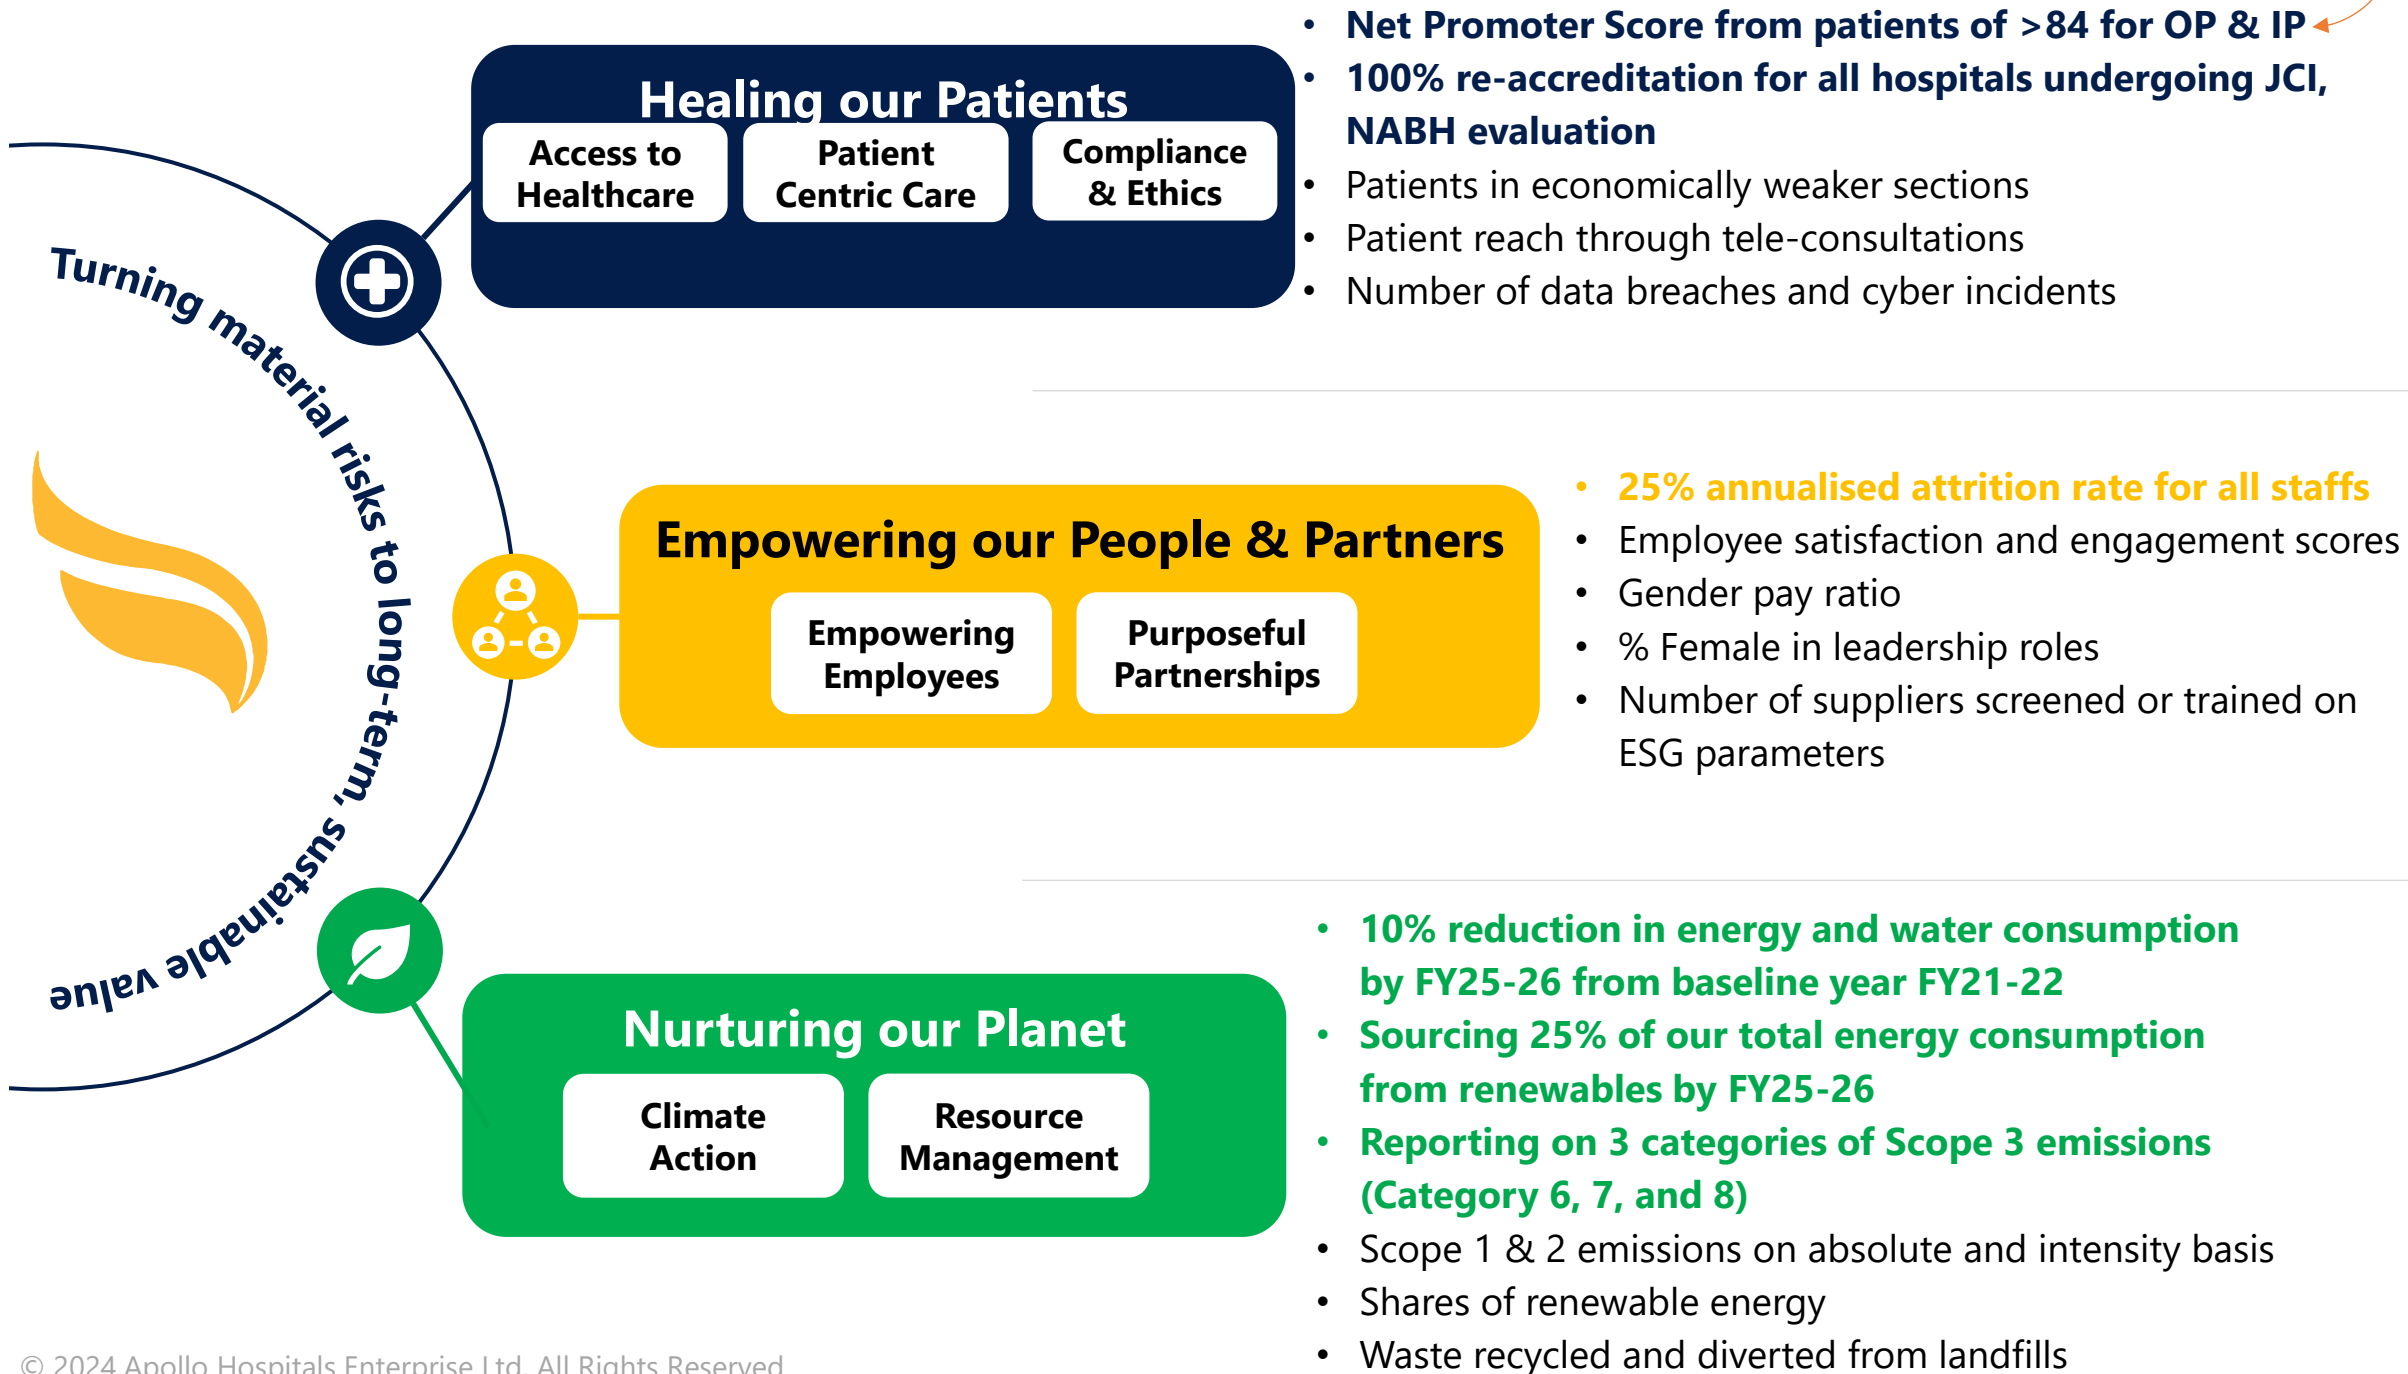 Turning material risks to long-term, sustainable value
Healing our Patients
Access to
Healthcare
Patient
Centric Care
Compliance
& Ethics
• Net Promoter Score from patients of >84 for OP & IP
• 100% re-accreditation for all hospitals undergoing JCI,
NABH evaluation
• Patients in economically weaker sections
• Patient reach through tele-consultations
• Number of data breaches and cyber incidents
Empowering our People & Partners
Empowering
Employees
Purposeful
Partnerships
• 25% annualised attrition rate for all staffs
• Employee satisfaction and engagement scores
• Gender pay ratio
• % Female in leadership roles
• Number of suppliers screened or trained on
ESG parameters
Nurturing our Planet
Climate
Action
Resource
Management
• 10% reduction in energy and water consumption
by FY25-26 from baseline year FY21-22
• Sourcing 25% of our total energy consumption
from renewables by FY25-26
• Reporting on 3 categories of Scope 3 emissions
(Category 6, 7, and 8)
• Scope 1 & 2 emissions on absolute and intensity basis
• Shares of renewable energy
• Waste recycled and diverted from landfills
© 2024 Apollo Hospitals Enterprise Ltd. All Rights Reserved